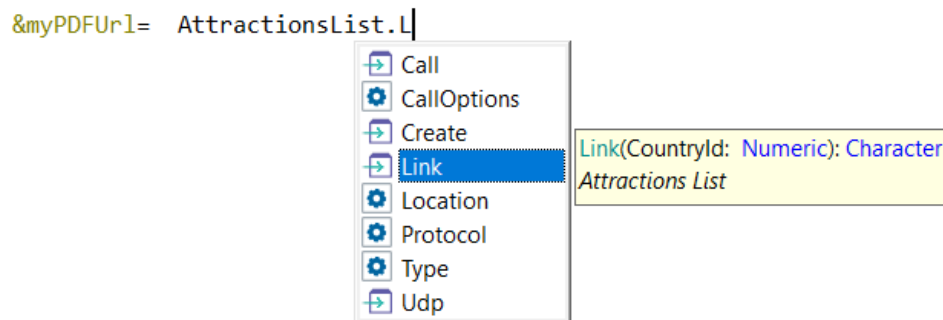 &myPDFUrl= AttractionsList.L
Call
CallOptions
Create
Link
Link(CountryId: Numeric): Character
Attractions List
Location
Protocol
Type
Udp